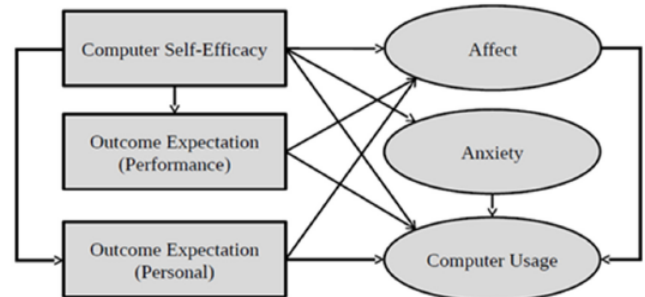 Computer Self-Efficacy
Affect
Outcome Expectation
(Performance)
Anxiety
Outcome Expectation
(Personal)
Computer Usage